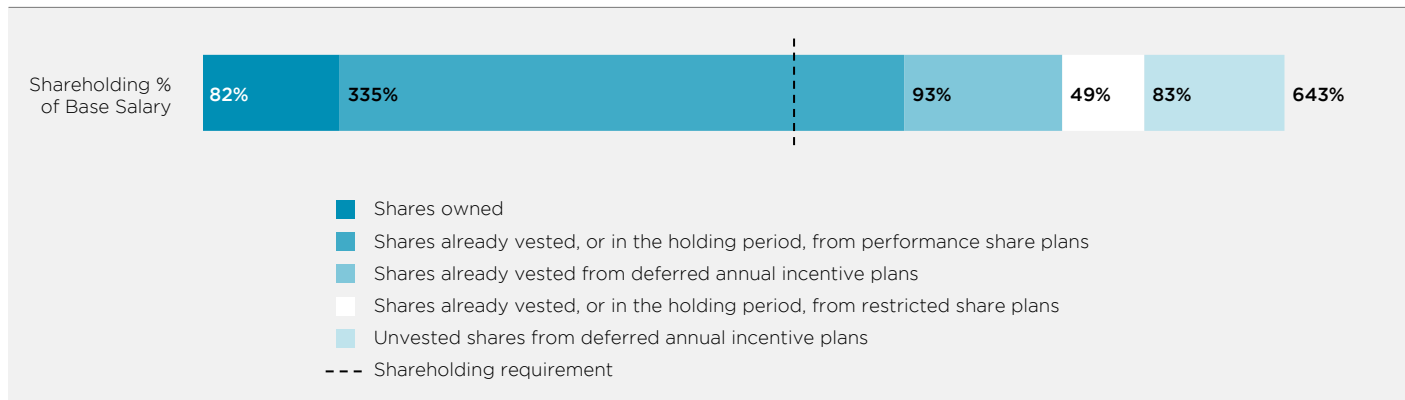 Shareholding %
of Base Salary
82% 335% 93% 49% 83% 643%
Shares owned
Shares already vested, or in the holding period, from performance share plans
Shares already vested from deferred annual incentive plans
Shares already vested, or in the holding period, from restricted share plans
Unvested shares from deferred annual incentive plans
Shareholding requirement